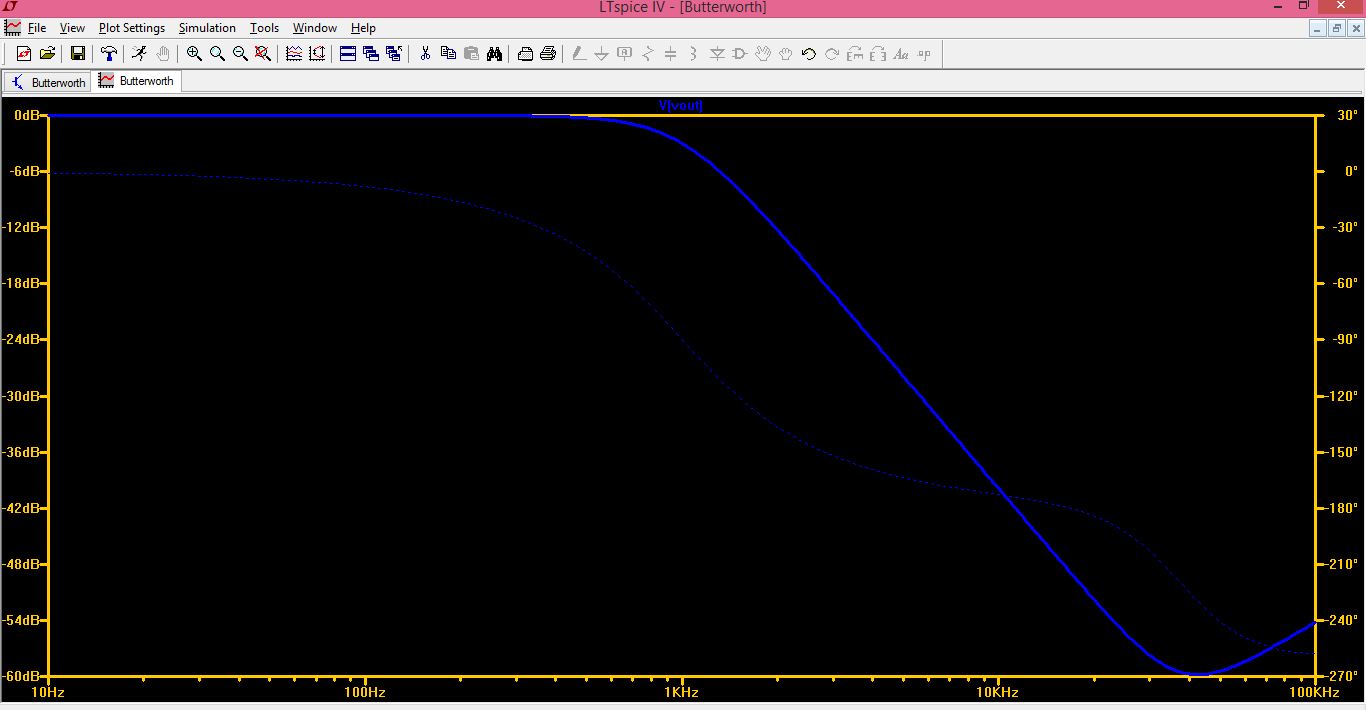 LTspice IV - [Butterworth]
File View Plot Settings Simulation Tools Window Help
Butterworth Butterworth
V(vout)
0dB 30°
-6dB 0°
-12dB -30°
-18dB -60°
-24dB -90°
-30dB -120°
-36dB -150°
-42dB -180°
-48dB -210°
-54dB -240°
-60dB -270°
10Hz 100Hz 1KHz 10KHz 100KHz